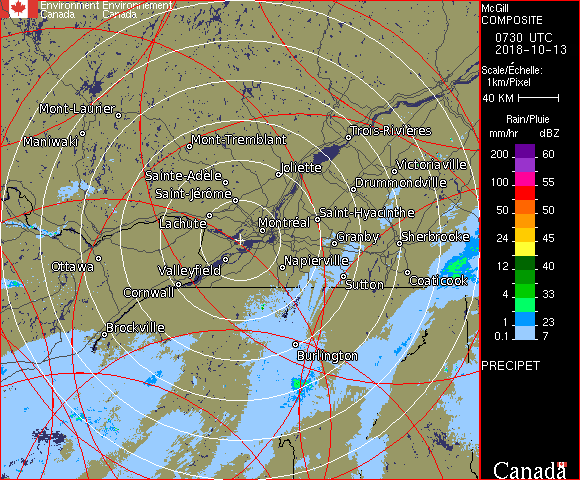 Environment Environnement
Canada Canada
McGill
COMPOSITE
0730 UTC
2018-10-13
Scale/Échelle:
1km/Pixel
40 KM
Rain/Pluie
mm/hr dBZ
200 60
100 55
50 50
24 45
12 40
4 33
1 23
0.1 7
PRECIPET
Canada
Mont-Laurier
Maniwaki
Mont-Tremblant
Trois-Rivières
Sainte-Adèle
Joliette
Victoriaville
Drummondville
Saint-Jérôme
Lachute
Montréal
Saint-Hyacinthe
Granby
Sherbrooke
Ottawa
Valleyfield
Napierville
Cornwall
Sutton
Coaticook
Brockville
Burlington